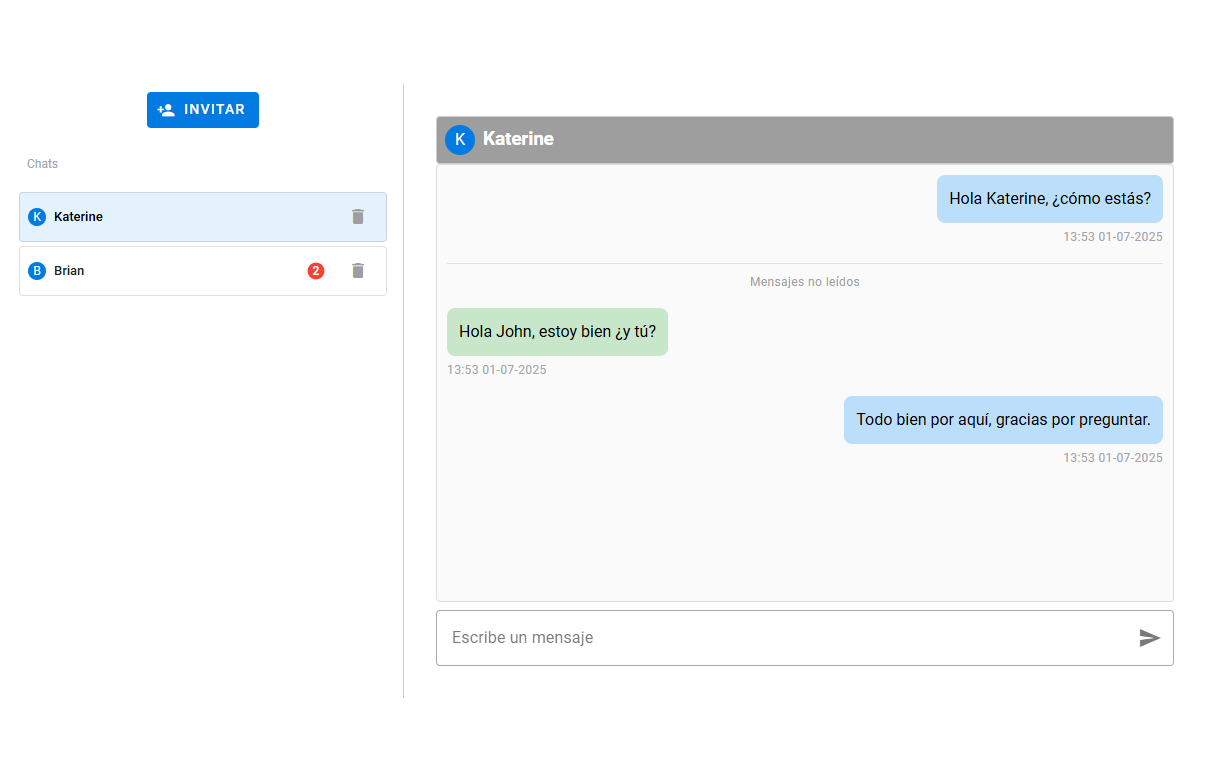 INVITAR
Chats
K Katerine
B Brian 2
K Katerine
Hola Katerine, ¿cómo estás?
13:53 01-07-2025
Mensajes no leídos
Hola John, estoy bien ¿y tú?
13:53 01-07-2025
Todo bien por aquí, gracias por preguntar.
13:53 01-07-2025
Escribe un mensaje